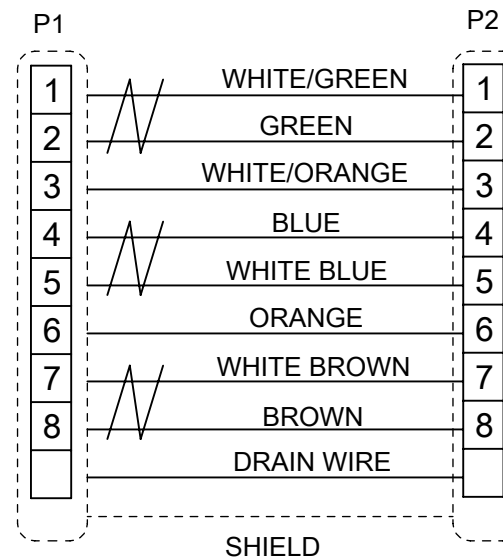 P1 P2
1 WHITE/GREEN 1
2 GREEN 2
3 WHITE/ORANGE 3
4 BLUE 4
5 WHITE BLUE 5
6 ORANGE 6
7 WHITE BROWN 7
8 BROWN 8
DRAIN WIRE
SHIELD